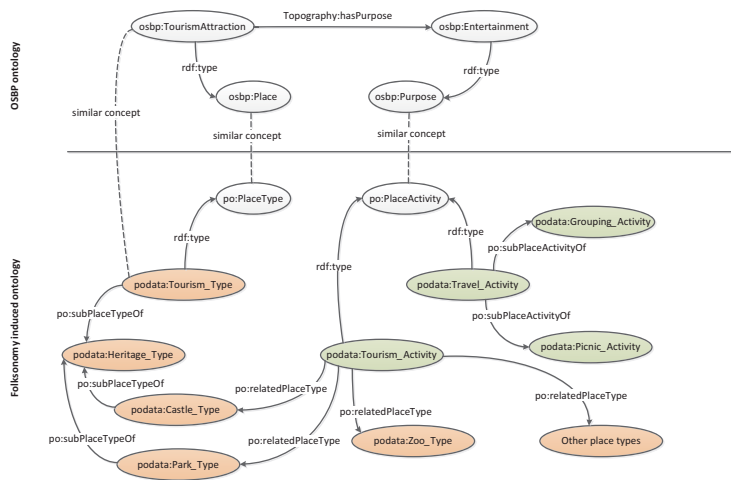 OSBP ontology
osbp:TourismAttraction
Topography:hasPurpose
osbp:Entertainment
rdf:type
rdf:type
osbp:Place
osbp:Purpose
similar concept
similar concept
similar concept
Folksonomy induced ontology
po:PlaceType
po:PlaceActivity
podata:Grouping_Activity
rdf:type
rdf:type
po:subPlaceActivityOf
rdf:type
podata:Tourism_Type
podata:Travel_Activity
po:subPlaceTypeOf
po:subPlaceActivityOf
podata:Heritage_Type
podata:Tourism_Activity
podata:Picnic_Activity
po:subPlaceTypeOf
po:relatedPlaceType
po:relatedPlaceType
podata:Castle_Type
po:relatedPlaceType
po:subPlaceTypeOf
po:relatedPlaceType
podata:Zoo_Type
Other place types
podata:Park_Type